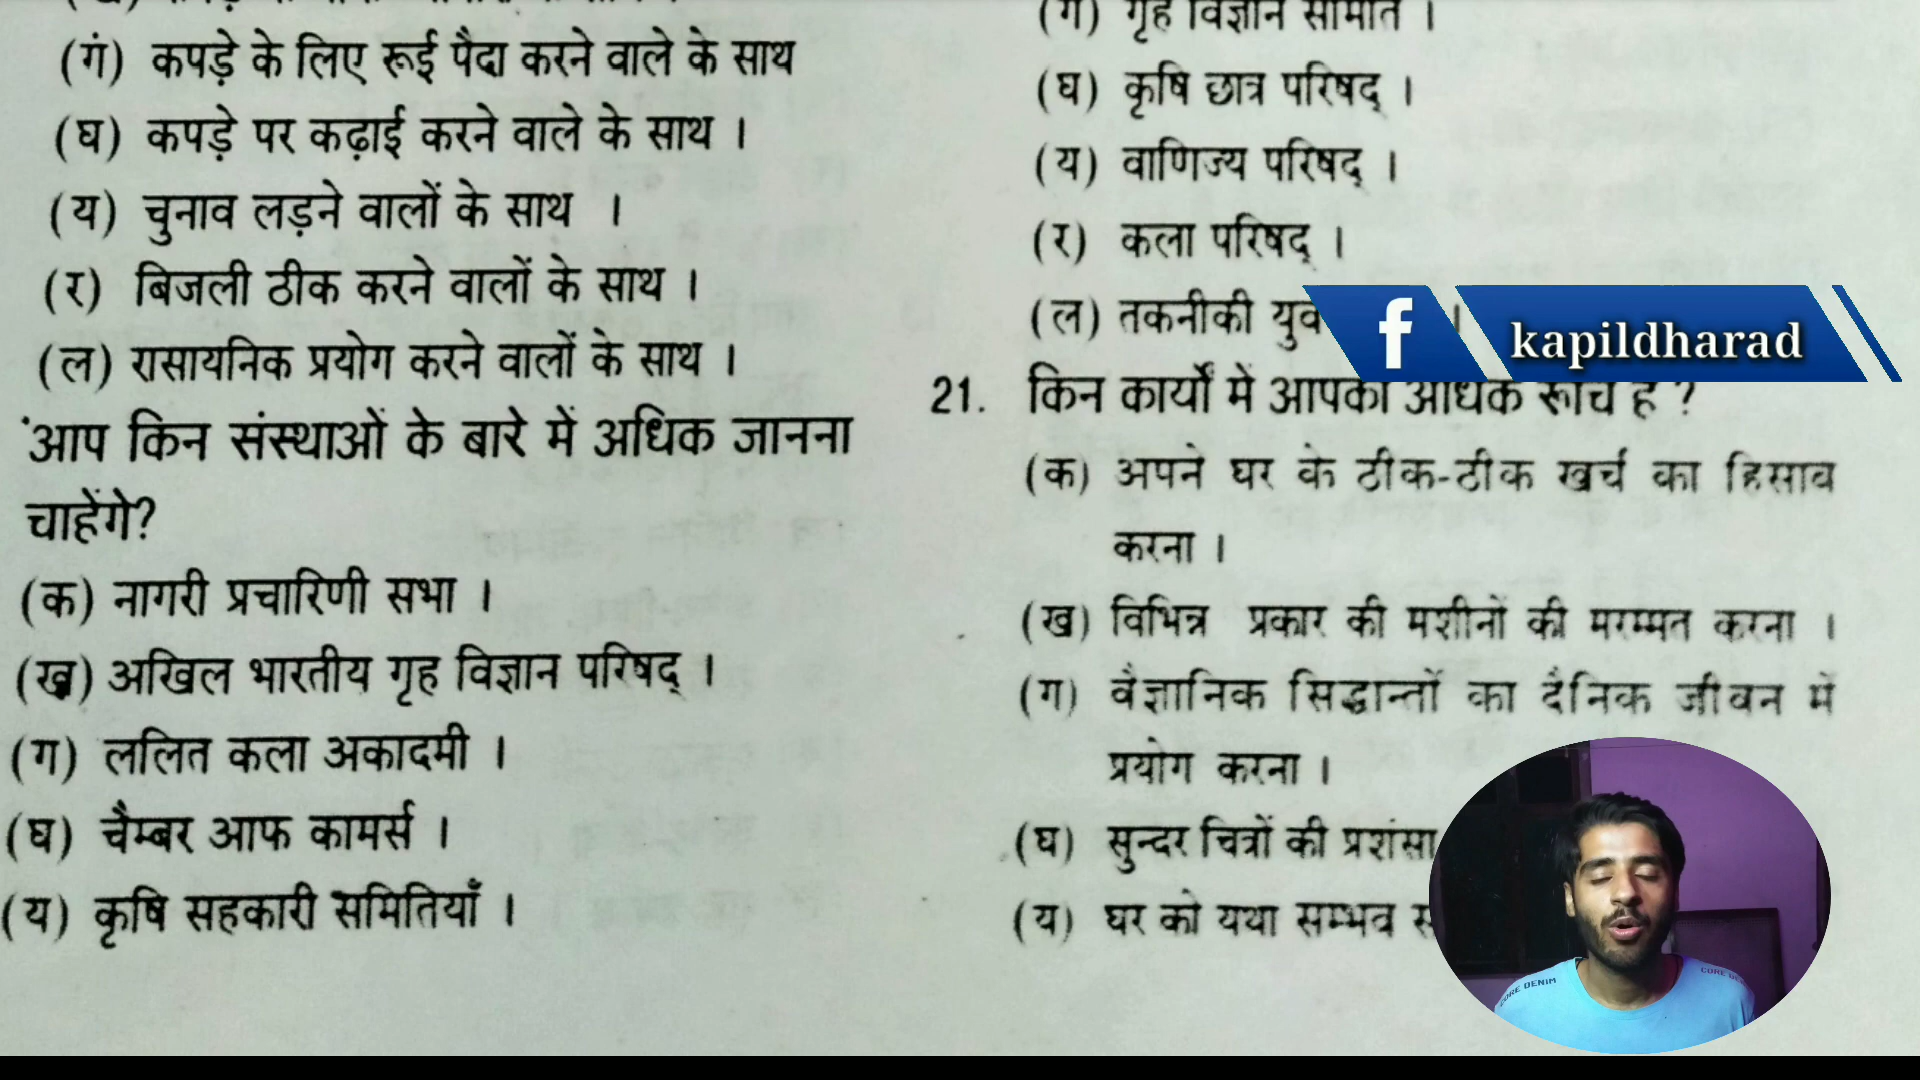 (गं) कपड़े के लिए रूई पैदा करने वाले के साथ
(घ) कपड़े पर कढ़ाई करने वाले के साथ ।
(य) चुनाव लड़ने वालों के साथ ।
(र) बिजली ठीक करने वालों के साथ ।
(ल) रासायनिक प्रयोग करने वालों के साथ ।
आप किन संस्थाओं के बारे में अधिक जानना
चाहेंगे?
(क) नागरी प्रचारिणी सभा ।
(ख) अखिल भारतीय गृह विज्ञान परिषद् ।
(ग) ललित कला अकादमी ।
(घ) चैम्बर आफ कामर्स ।
(य) कृषि सहकारी समितियाँ ।
(ग) गृह विज्ञान समिति ।
(घ) कृषि छात्र परिषद् ।
(य) वाणिज्य परिषद् ।
(र) कला परिषद् ।
(ल) तकनीकी
f kapildharad
21. किन कार्यों में आपकी अधिक रूचि है ?
(क) अपने घर के ठीक-ठीक खर्च का हिसाव
करना ।
(ख) विभिन्न प्रकार की मशीनों की मरम्मत करना ।
(ग) वैज्ञानिक सिद्धान्तों का दैनिक जीवन में
प्रयोग करना ।
(घ) सुन्दर चित्रों की प्रशंसा
(य) घर को यथा सम्भव
CORE DENIM
CORE